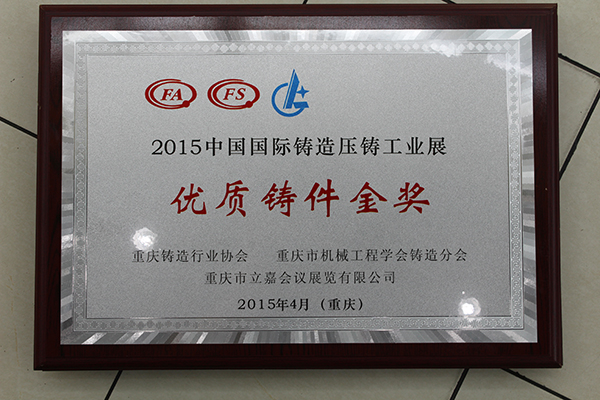 FA FS
2015中国国际铸造压铸工业展
优质铸件金奖
重庆铸造行业协会 重庆市机械工程学会铸造分会
重庆市立嘉会议展览有限公司
2015年4月（重庆）